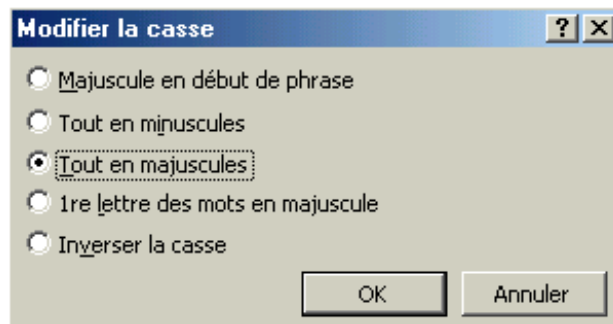 Modifier la casse
Majuscule en début de phrase
Tout en minuscules
Tout en majuscules
1re lettre des mots en majuscule
Inverser la casse
OK Annuler